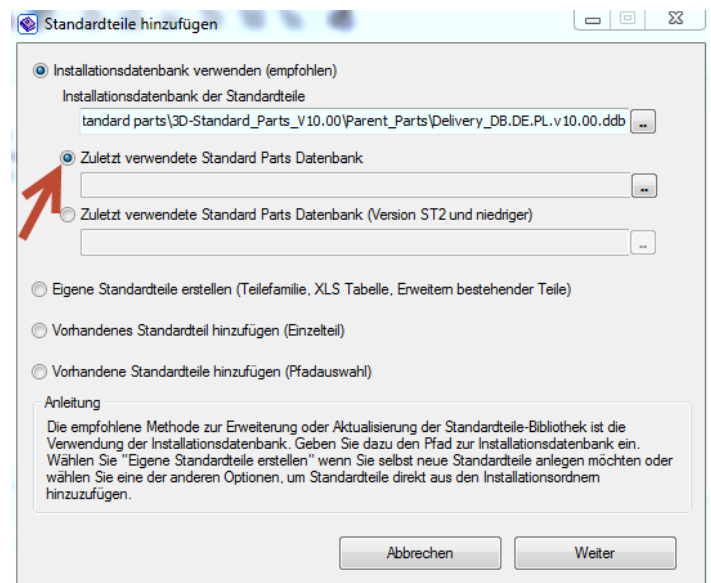 Standardteile hinzufügen
Installationsdatenbank verwenden (empfohlen)
Installationsdatenbank der Standardteile
tandard parts\3D-Standard_Parts_V10.00\Parent_Parts\Delivery_DB.DE.PL.v10.00.ddb
..
Zuletzt verwendete Standard Parts Datenbank
..
Zuletzt verwendete Standard Parts Datenbank (Version ST2 und niedriger)
..
Eigene Standardteile erstellen (Teilefamilie, XLS Tabelle, Erweitern bestehender Teile)
Vorhandenes Standardteil hinzufügen (Einzelteil)
Vorhandene Standardteile hinzufügen (Pfadauswahl)
Anleitung
Die empfohlene Methode zur Erweiterung oder Aktualisierung der Standardteile-Bibliothek ist die
Verwendung der Installationsdatenbank. Geben Sie dazu den Pfad zur Installationsdatenbank ein.
Wählen Sie "Eigene Standardteile erstellen" wenn Sie selbst neue Standardteile anlegen möchten oder
wählen Sie eine der anderen Optionen, um Standardteile direkt aus den Installationsordnern
hinzuzufügen.
Abbrechen
Weiter